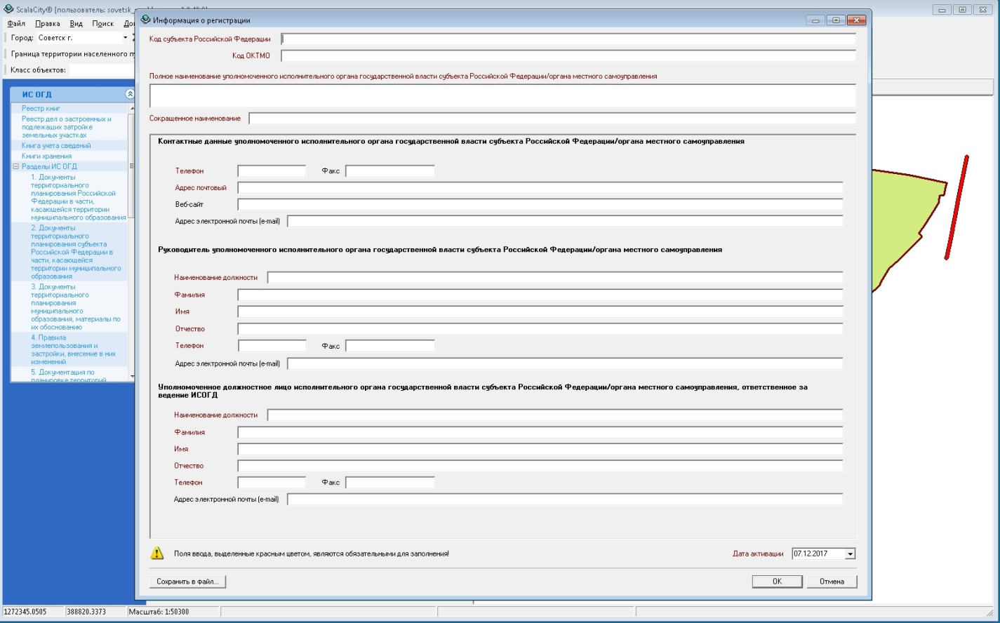 ScalaCity® [пользователь: sovetsk_
Файл Правка Вид Поиск
Город: Советск г.
Граница территории населенного
Класс объектов:
ИС ОГД
Реестр книг
Реестр дел о застроенных и
подлежащих затройке
земельных участках
Книга учета сведений
Книги хранения
Разделы ИС ОГД
1. Документы
территориального
планирования Российской
Федерации в части,
касающейся территории
муниципального образования
2. Документы
территориального
планирования субъекта
Российской Федерации в
части, касающейся
территории муниципального
образования
3. Документы
территориального
планирования
муниципального
образования, материалы по
их обоснованию
4. Правила
землепользования и
застройки, внесение в них
изменений
5. Документация по
планировке территорий
Информация о регистрации
Код субъекта Российской Федерации
Код ОКТМО
Полное наименование уполномоченного исполнительного органа государственной власти субъекта Российской Федерации/органа местного самоуправления
Сокращенное наименование
Контактные данные уполномоченного исполнительного органа государственной власти субъекта Российской Федерации/органа местного самоуправления
Телефон Факс
Адрес почтовый
Веб-сайт
Адрес электронной почты (e-mail)
Руководитель уполномоченного исполнительного органа государственной власти субъекта Российской Федерации/органа местного самоуправления
Наименование должности
Фамилия
Имя
Отчество
Телефон Факс
Адрес электронной почты (e-mail)
Уполномоченное должностное лицо исполнительного органа государственной власти субъекта Российской Федерации/органа местного самоуправления, ответственное за
ведение ИСОГД
Наименование должности
Фамилия
Имя
Отчество
Телефон Факс
Адрес электронной почты (e-mail)
Поля ввода, выделенные красным цветом, являются обязательными для заполнения!
Дата активации 07.12.2017
Сохранить в файл... OK Отмена
1272345.0505 388820.3373 Масштаб: 1:50300